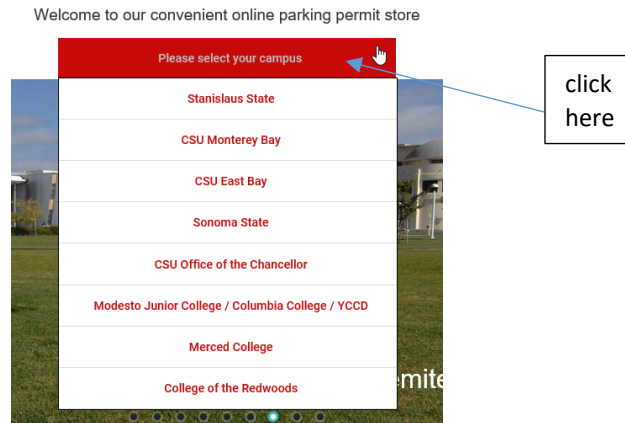 Welcome to our convenient online parking permit store
Please select your campus
click
here
Stanislaus State
CSU Monterey Bay
CSU East Bay
Sonoma State
CSU Office of the Chancellor
Modesto Junior College / Columbia College / YCCD
Merced College
College of the Redwoods